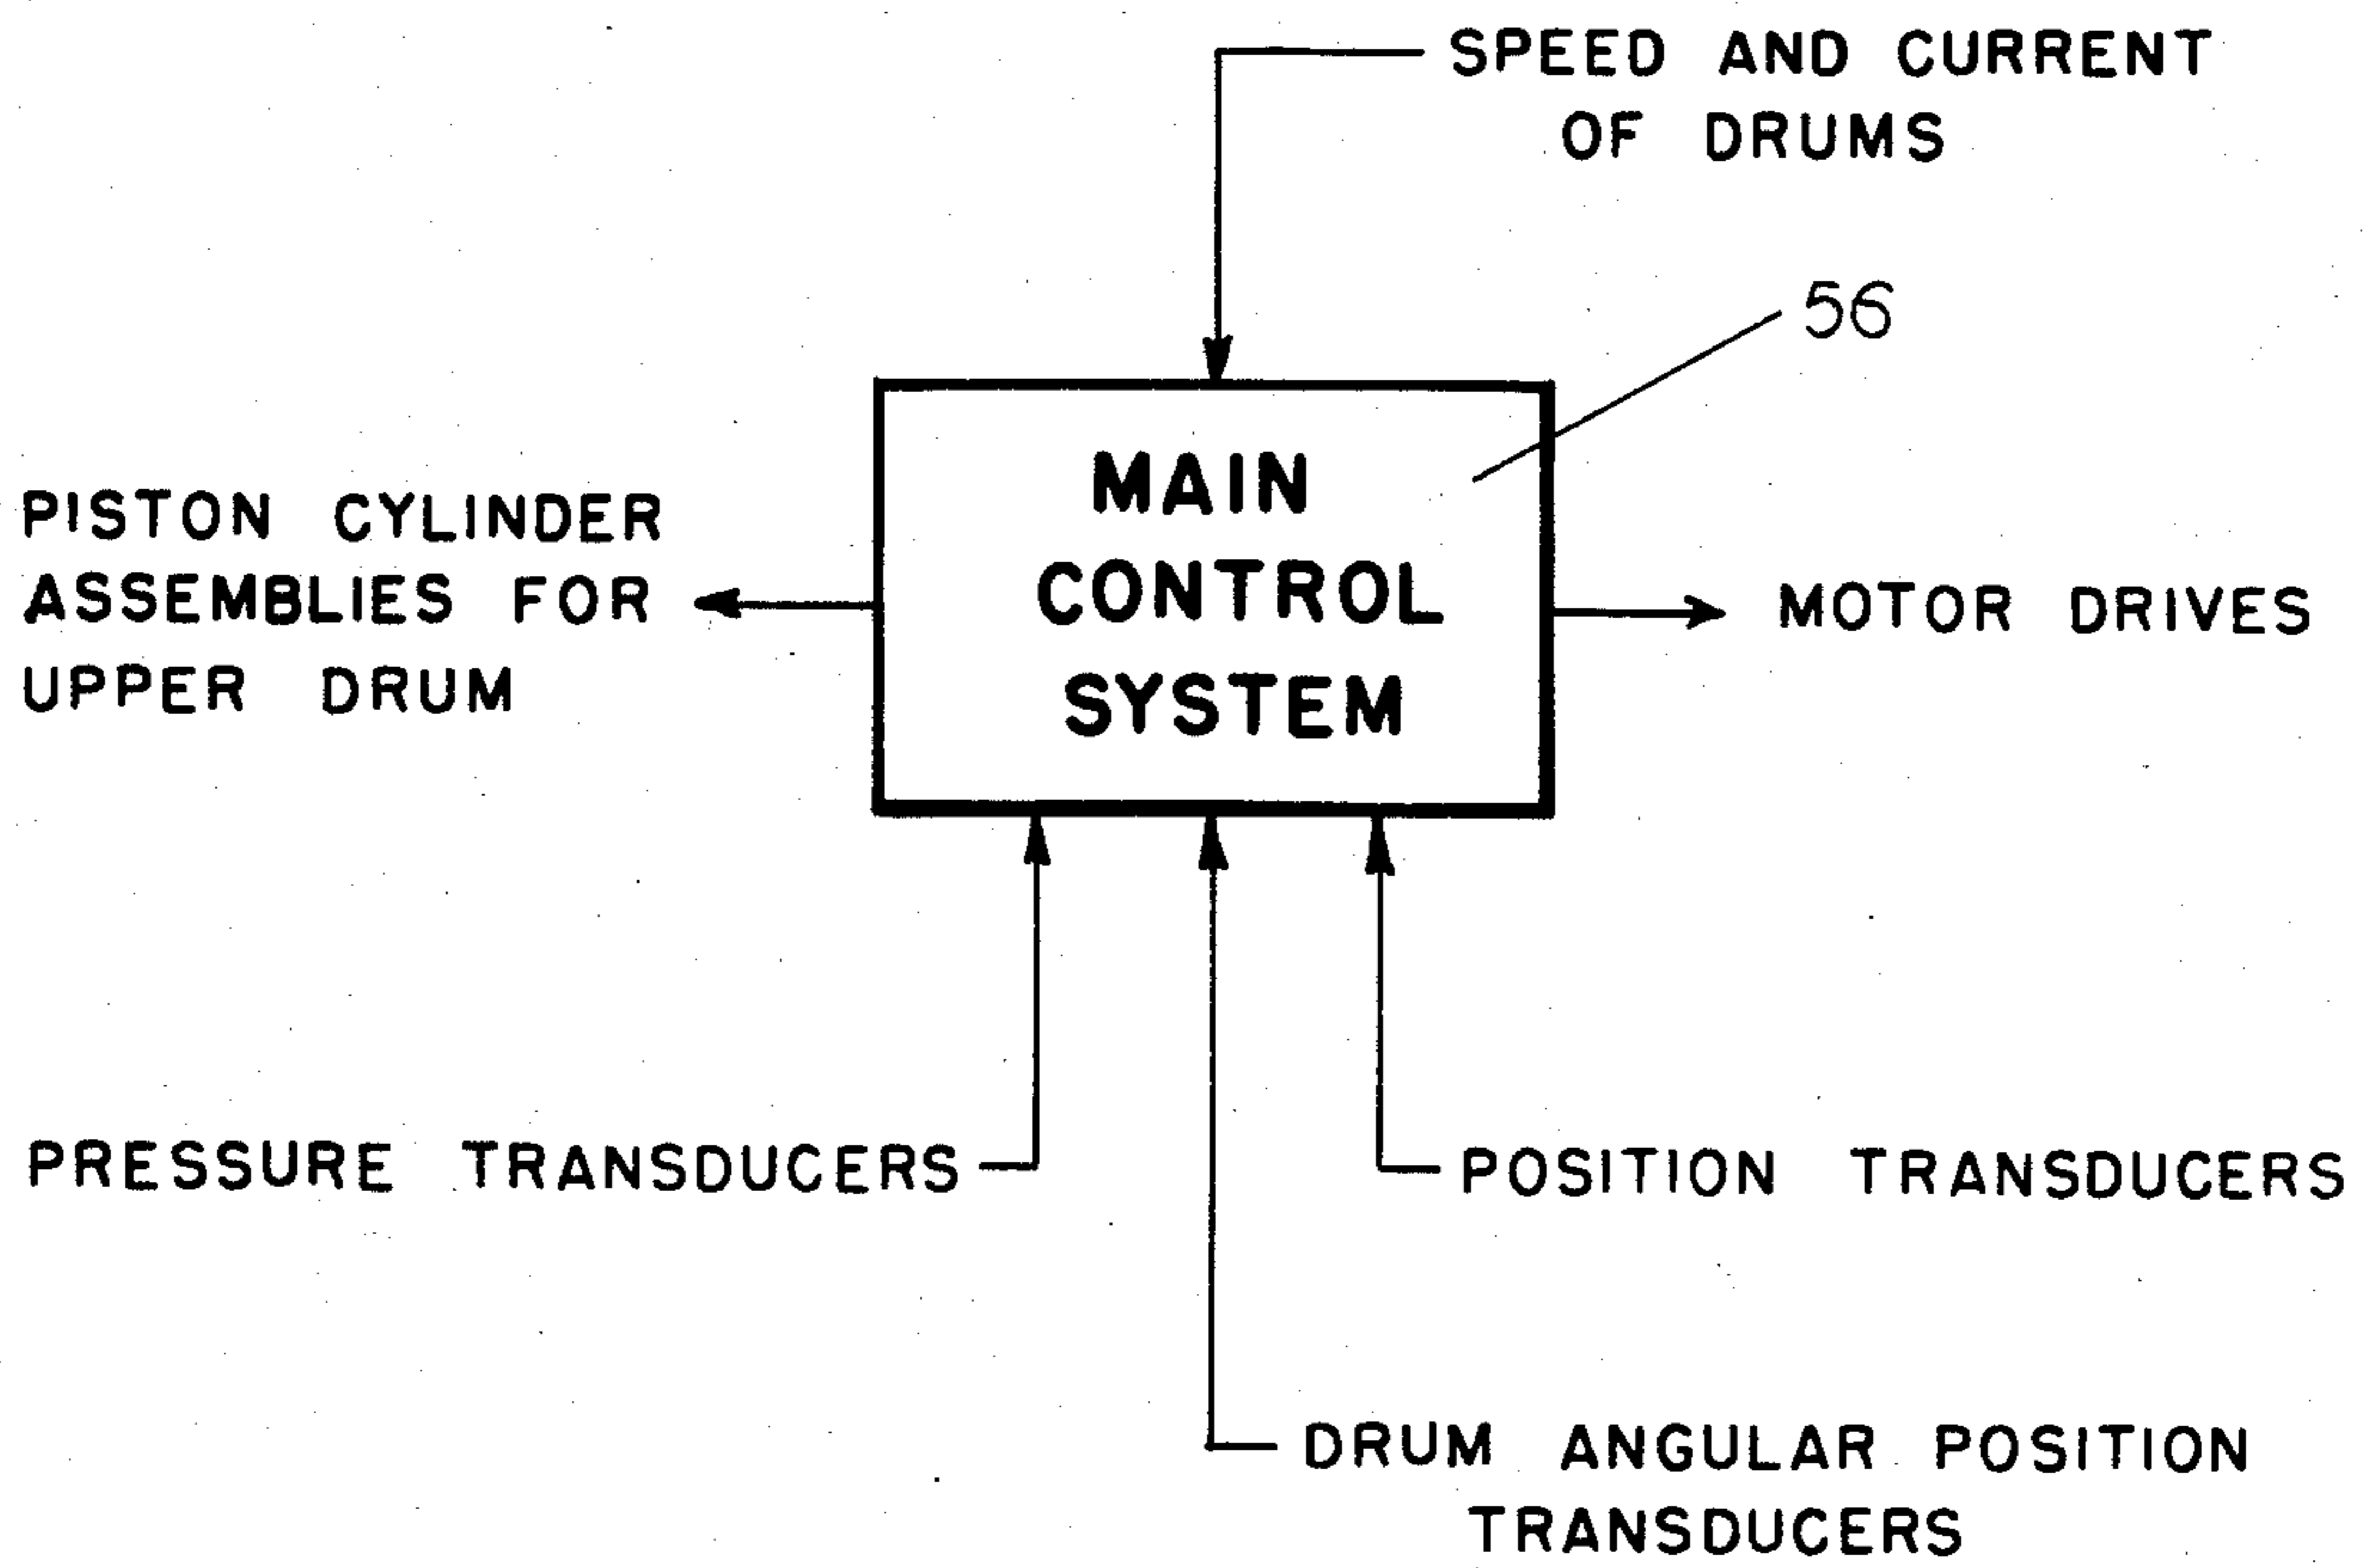 SPEED AND CURRENT
OF DRUMS
56
MAIN
CONTROL
SYSTEM
PISTON CYLINDER
ASSEMBLIES FOR
UPPER DRUM
MOTOR DRIVES
PRESSURE TRANSDUCERS
POSITION TRANSDUCERS
DRUM ANGULAR POSITION
TRANSDUCERS